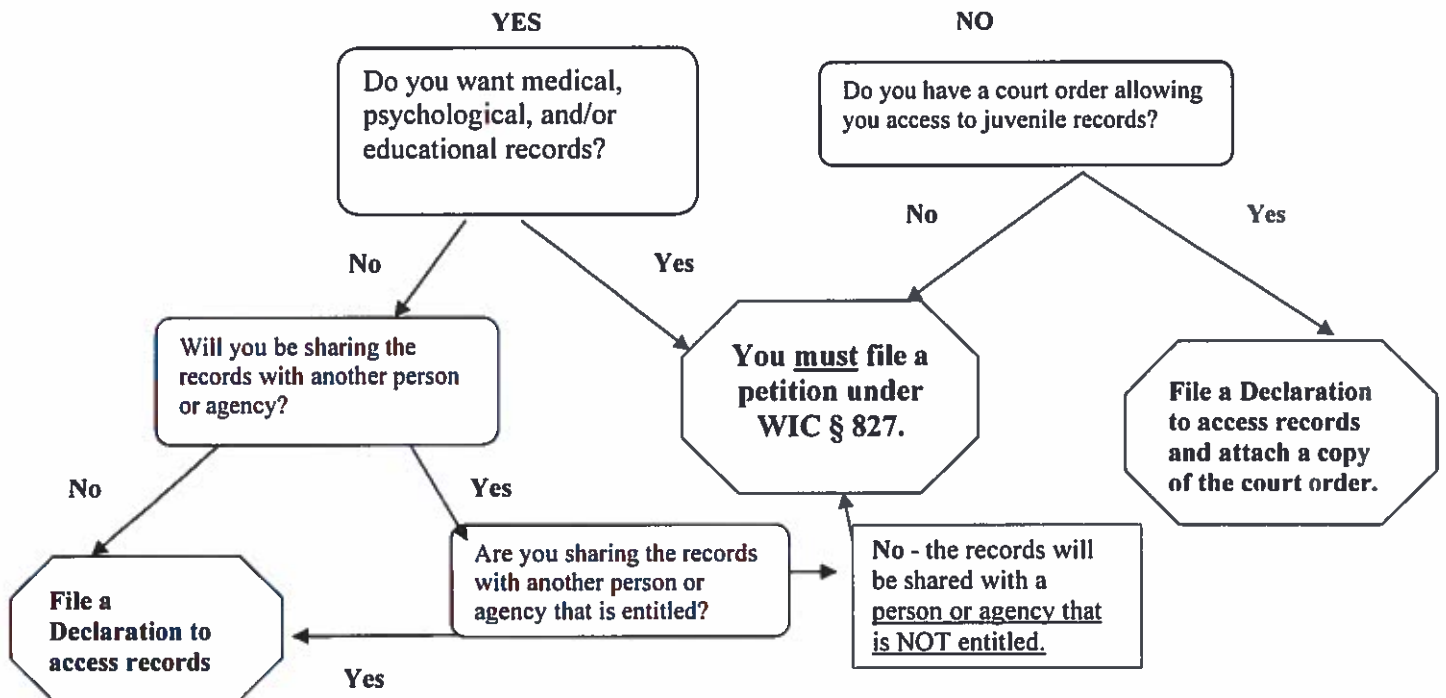 YES
NO
Do you want medical,
psychological, and/or
educational records?
Do you have a court order allowing
you access to juvenile records?
No
Yes
No
Yes
Will you be sharing the
records with another person
or agency?
You must file a
petition under
WIC § 827.
File a Declaration
to access records
and attach a copy
of the court order.
No
Yes
Are you sharing the records
with another person or
agency that is entitled?
No - the records will
be shared with a
person or agency that
is NOT entitled.
File a
Declaration to
access records
Yes